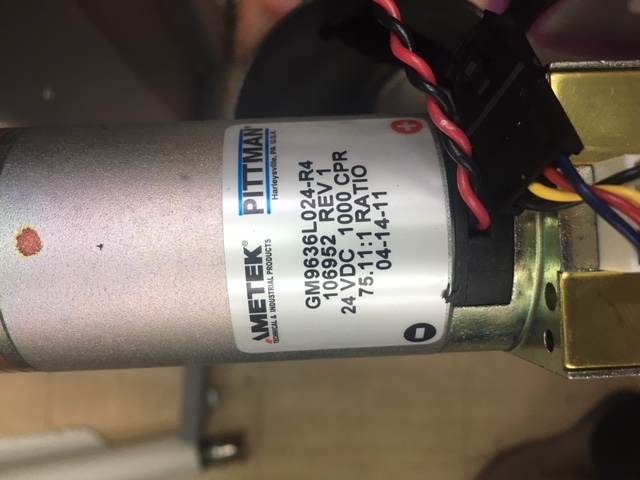 AMETEK®
TECHNICAL & INDUSTRIAL PRODUCTS
PITTMAN®
Harleysville, PA U.S.A.
GM9636L024-R4
106952 REV 1
24 VDC 1000 CPR
75.11:1 RATIO
04-14-11